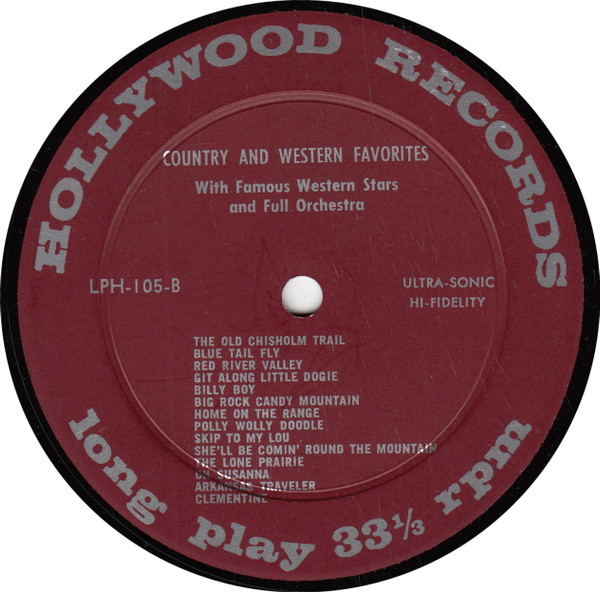 HOLLYWOOD RECORDS
COUNTRY AND WESTERN FAVORITES
With Famous Western Stars
and Full Orchestra
LPH-105-B
ULTRA-SONIC
HI-FIDELITY
THE OLD CHISHOLM TRAIL
BLUE TAIL FLY
RED RIVER VALLEY
GIT ALONG LITTLE DOGIE
BILLY BOY
BIG ROCK CANDY MOUNTAIN
HOME ON THE RANGE
POLLY WOLLY DOODLE
SKIP TO MY LOU
SHE'LL BE COMIN' ROUND THE MOUNTAIN
THE LONE PRAIRIE
OH SUSANNA
ARKANSAS TRAVELER
CLEMENTINE
long play 33⅓ rpm